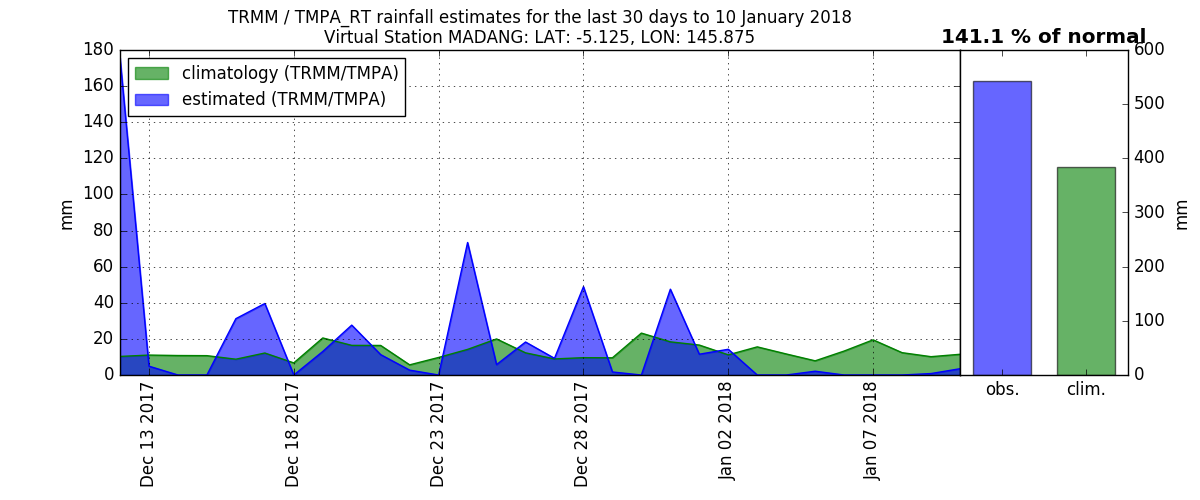 TRMM / TMPA_RT rainfall estimates for the last 30 days to 10 January 2018
Virtual Station MADANG: LAT: -5.125, LON: 145.875
141.1 % of normal
climatology (TRMM/TMPA)
estimated (TRMM/TMPA)
180
160
140
120
100
80
60
40
20
0
mm
Dec 13 2017
Dec 18 2017
Dec 23 2017
Dec 28 2017
Jan 02 2018
Jan 07 2018
600
500
400
300
200
100
0
mm
obs.
clim.